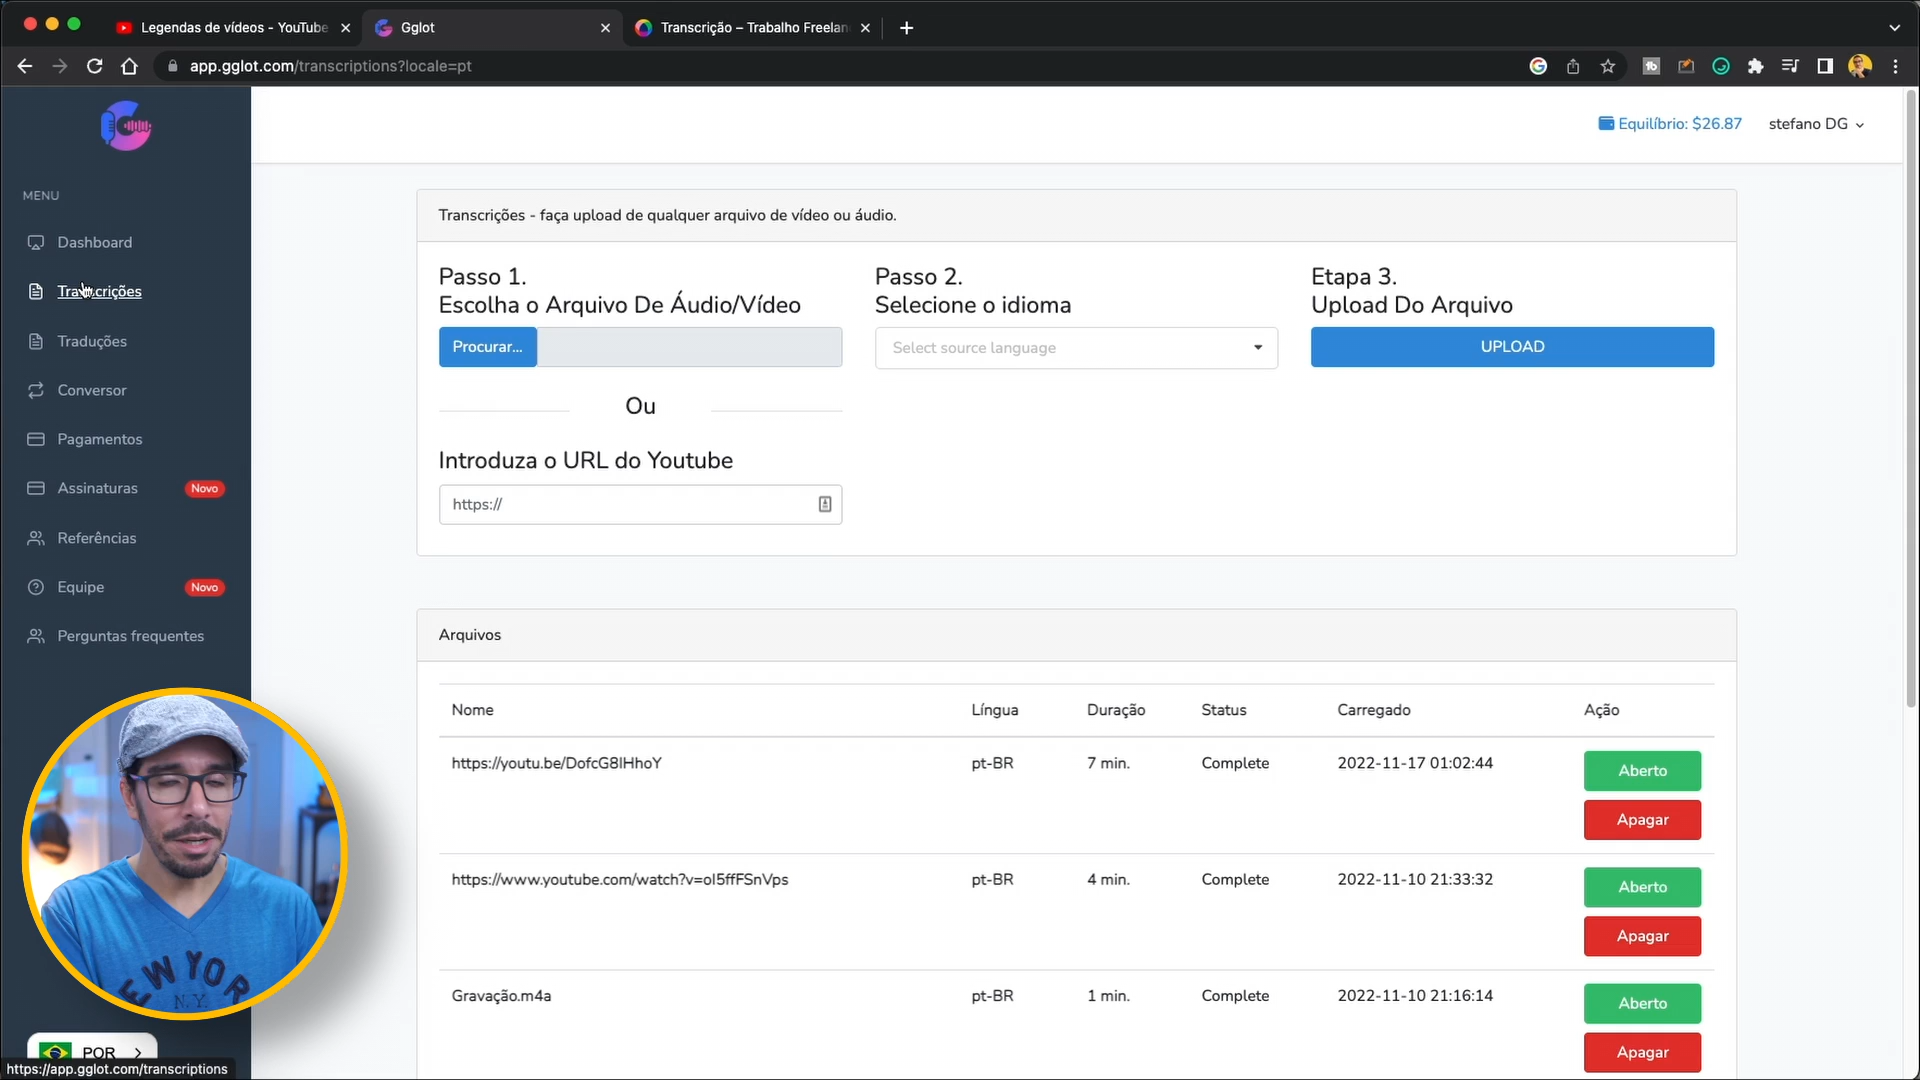 Legendas de vídeos - YouTube
Gglot
Transcrição – Trabalho Freelan
app.gglot.com/transcriptions?locale=pt
Equilíbrio: $26.87
stefano DG
MENU
Dashboard
Transcrições
Traduções
Conversor
Pagamentos
Assinaturas
Novo
Referências
Equipe
Novo
Perguntas frequentes
Transcrições - faça upload de qualquer arquivo de vídeo ou áudio.
Passo 1.
Escolha o Arquivo De Áudio/Vídeo
Procurar...
Ou
Introduza o URL do Youtube
https://
Passo 2.
Selecione o idioma
Select source language
Etapa 3.
Upload Do Arquivo
UPLOAD
Arquivos
Nome Língua Duração Status Carregado Ação
https://youtu.be/DofcG8lHhoY pt-BR 7 min. Complete 2022-11-17 01:02:44 Aberto
Apagar
https://www.youtube.com/watch?v=ol5ffFSnVps pt-BR 4 min. Complete 2022-11-10 21:33:32 Aberto
Apagar
Gravação.m4a pt-BR 1 min. Complete 2022-11-10 21:16:14 Aberto
Apagar
NEW YORK
N.Y.
POR
https://app.gglot.com/transcriptions